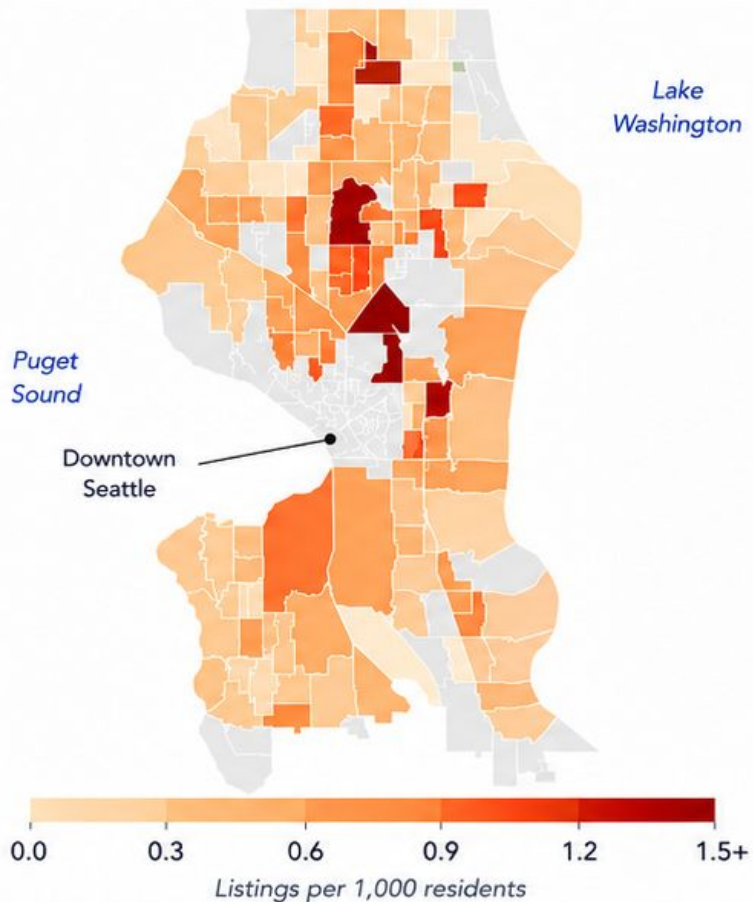 Lake
Washington
Puget
Sound
Downtown
Seattle
0.0 0.3 0.6 0.9 1.2 1.5+
Listings per 1,000 residents